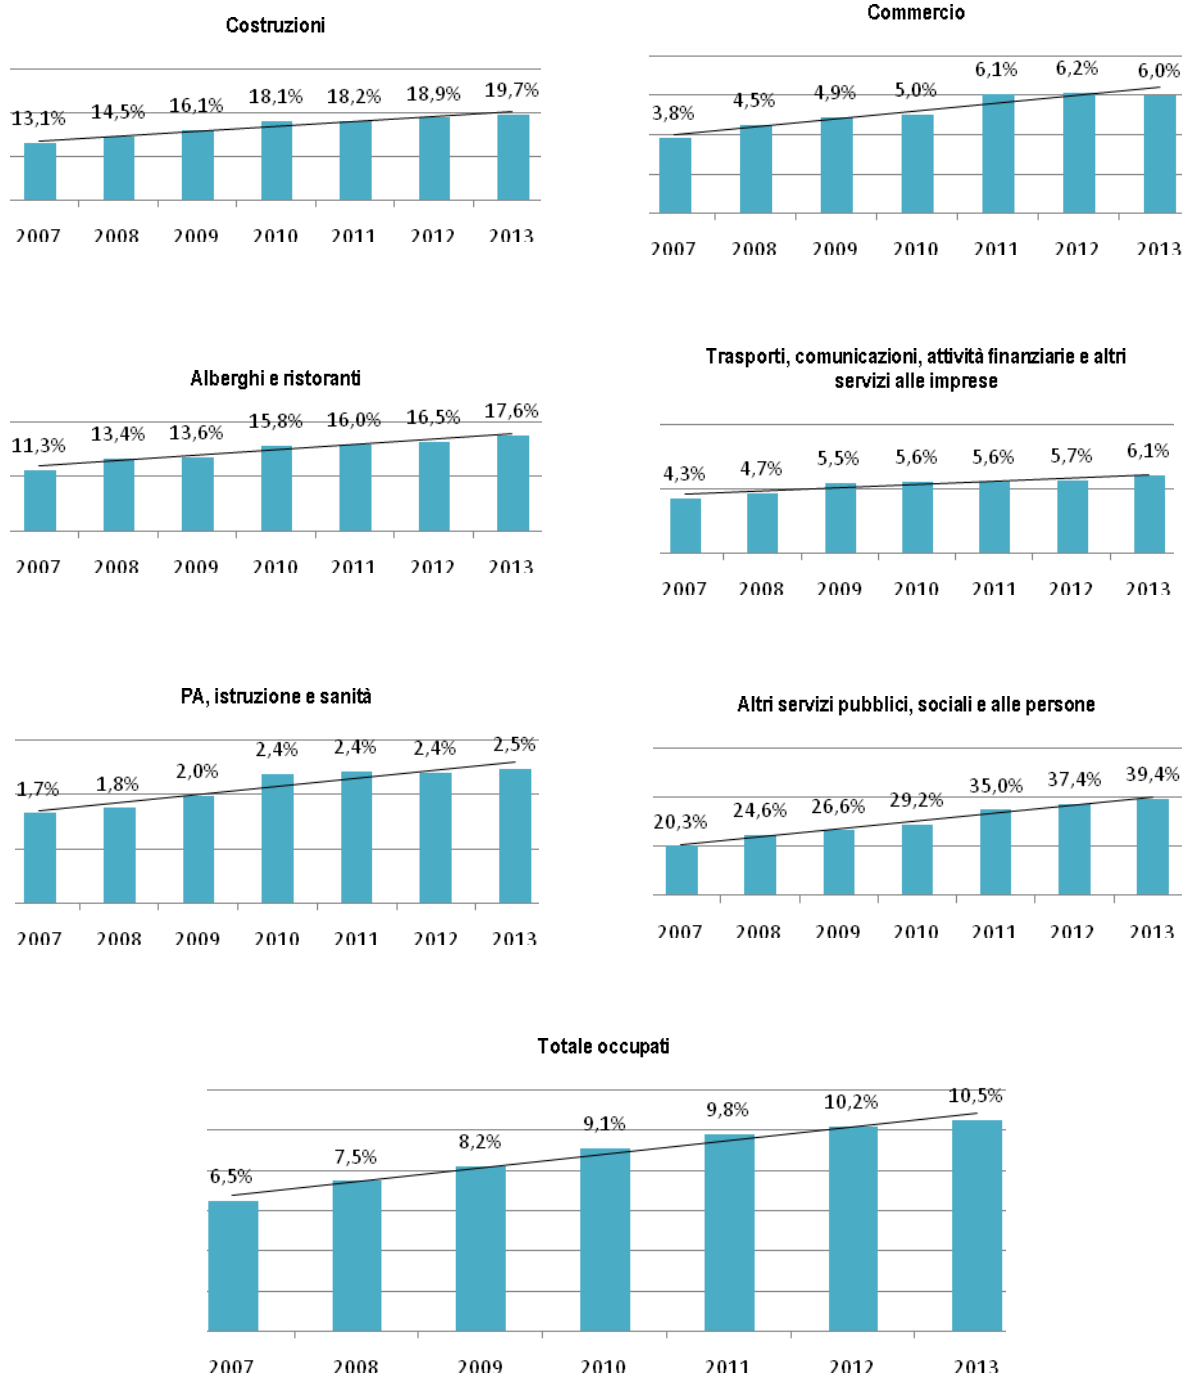 Costruzioni
13,1% 14,5% 16,1% 18,1% 18,2% 18,9% 19,7%
2007 2008 2009 2010 2011 2012 2013
Commercio
3,8% 4,5% 4,9% 5,0% 6,1% 6,2% 6,0%
2007 2008 2009 2010 2011 2012 2013
Alberghi e ristoranti
11,3% 13,4% 13,6% 15,8% 16,0% 16,5% 17,6%
2007 2008 2009 2010 2011 2012 2013
Trasporti, comunicazioni, attività finanziarie e altri
servizi alle imprese
4,3% 4,7% 5,5% 5,6% 5,6% 5,7% 6,1%
2007 2008 2009 2010 2011 2012 2013
PA, istruzione e sanità
1,7% 1,8% 2,0% 2,4% 2,4% 2,4% 2,5%
2007 2008 2009 2010 2011 2012 2013
Altri servizi pubblici, sociali e alle persone
20,3% 24,6% 26,6% 29,2% 35,0% 37,4% 39,4%
2007 2008 2009 2010 2011 2012 2013
Totale occupati
6,5% 7,5% 8,2% 9,1% 9,8% 10,2% 10,5%
2007 2008 2009 2010 2011 2012 2013